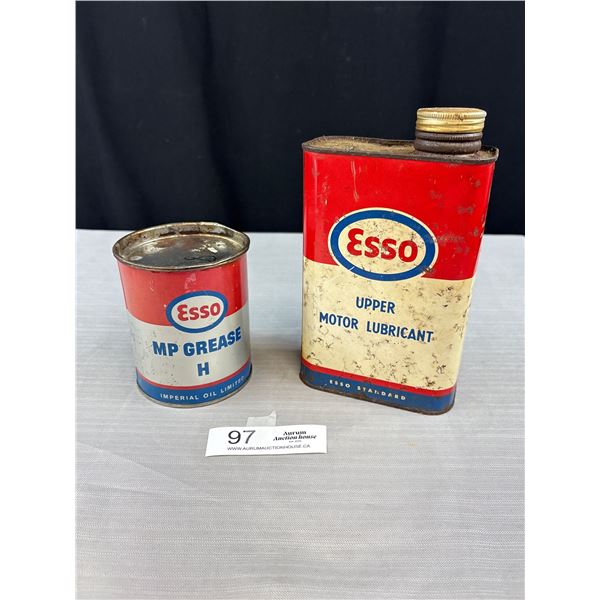 Esso
MP GREASE
H
IMPERIAL OIL LIMITED
Esso
UPPER
MOTOR LUBRICANT
ESSO STANDARD
97
Aurum
Auction house
WWW.AURUMAUCTIONHOUSE.CA